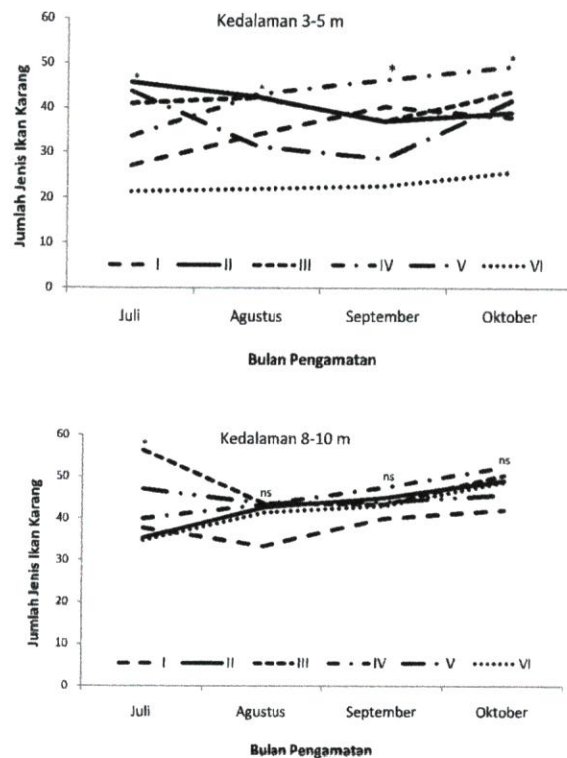 Kedalaman 3-5 m
Jumlah Jenis Ikan Karang
60
50
40
30
20
10
0
* * * *
I II III IV V VI
Juli Agustus September Oktober
Bulan Pengamatan
Kedalaman 8-10 m
Jumlah Jenis Ikan Karang
60
50
40
30
20
10
0
* ns ns ns
I II III IV V VI
Juli Agustus September Oktober
Bulan Pengamatan